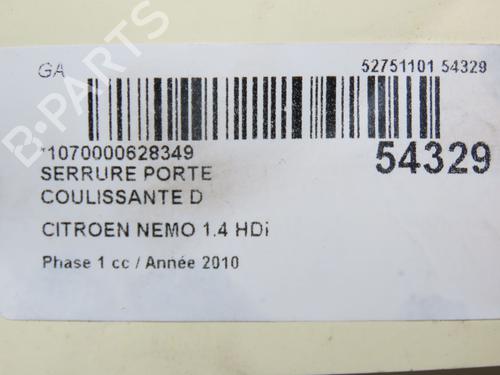 GA
52751101 54329
*1070000628349
54329
SERRURE PORTE
COULISSANTE D
CITROEN NEMO 1.4 HDi
Phase 1 cc / Année 2010
B-PARTS